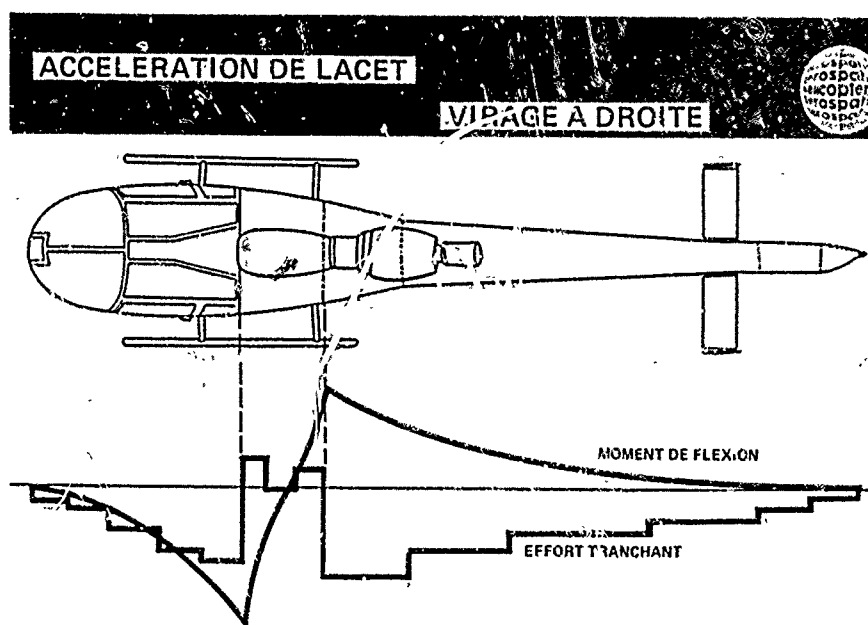 ACCELERATION DE LACET
VIRAGE A DROITE
MOMENT DE FLEXION
EFFORT TRANCHANT